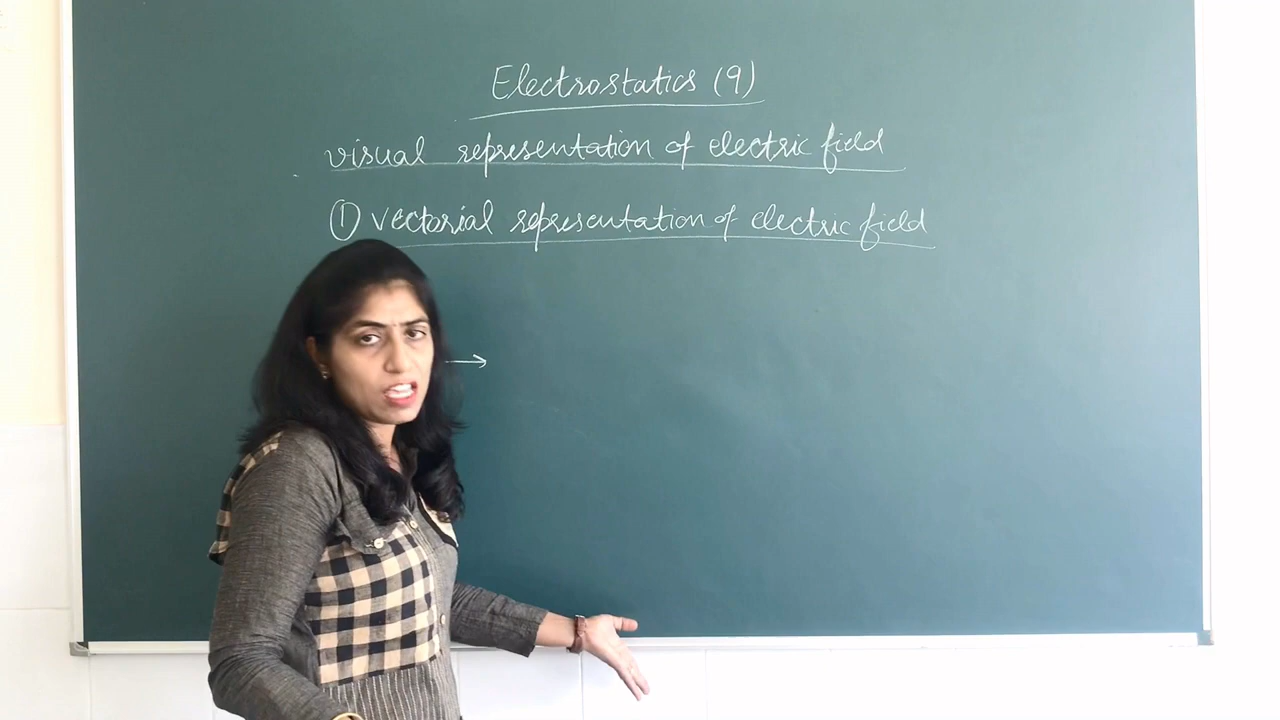 Electrostatics (9)
visual representation of electric field
① vectorial representation of electric field
→